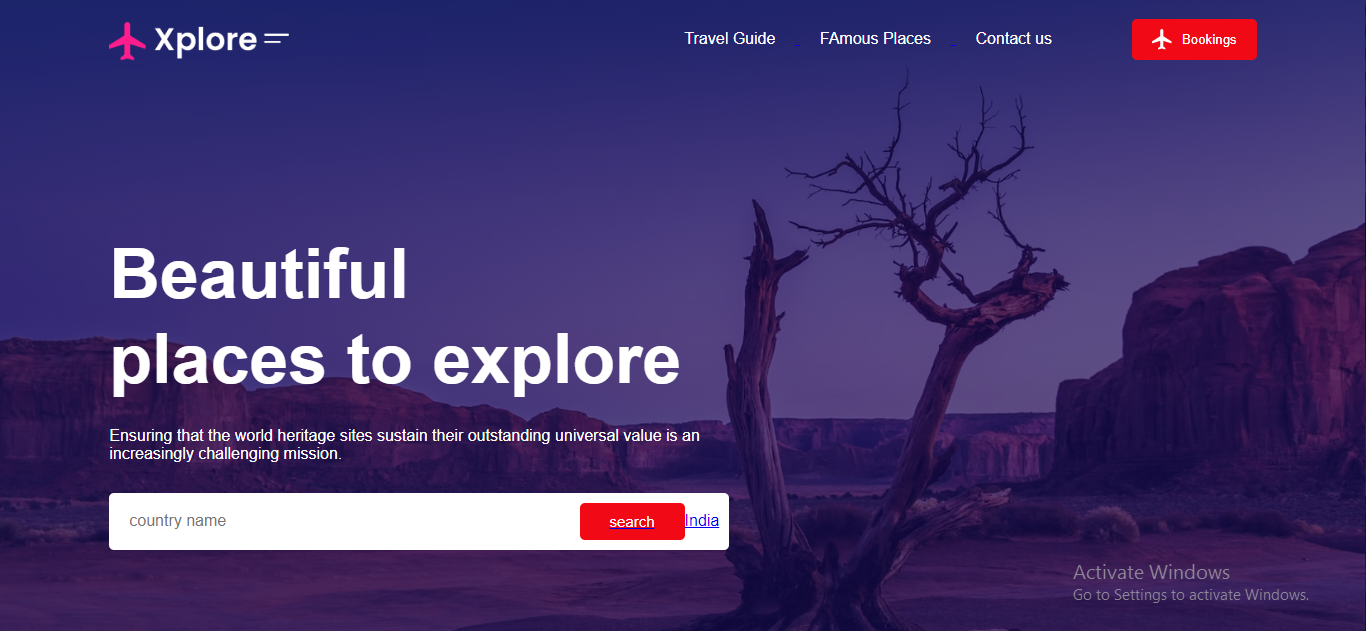 Xplore
Travel Guide FAmous Places Contact us Bookings
Beautiful
places to explore
Ensuring that the world heritage sites sustain their outstanding universal value is an
increasingly challenging mission.
country name search India
Activate Windows
Go to Settings to activate Windows.